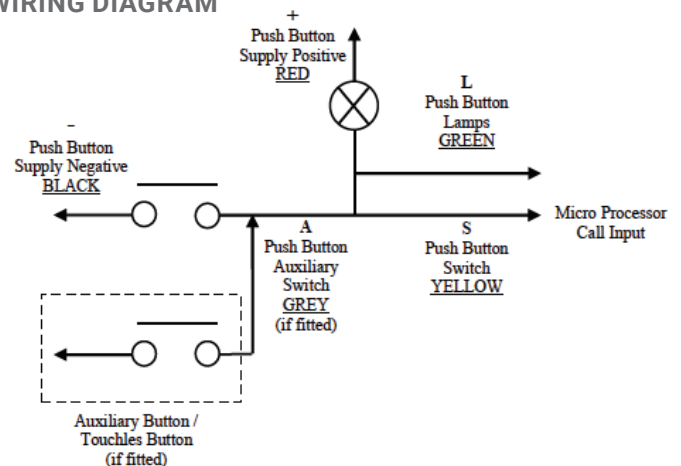 WIRING DIAGRAM
+
Push Button
Supply Positive
RED
L
Push Button
Lamps
GREEN
−
Push Button
Supply Negative
BLACK
A
Push Button
Auxiliary
Switch
GREY
(if fitted)
S
Push Button
Switch
YELLOW
Micro Processor
Call Input
Auxiliary Button /
Touchles Button
(if fitted)